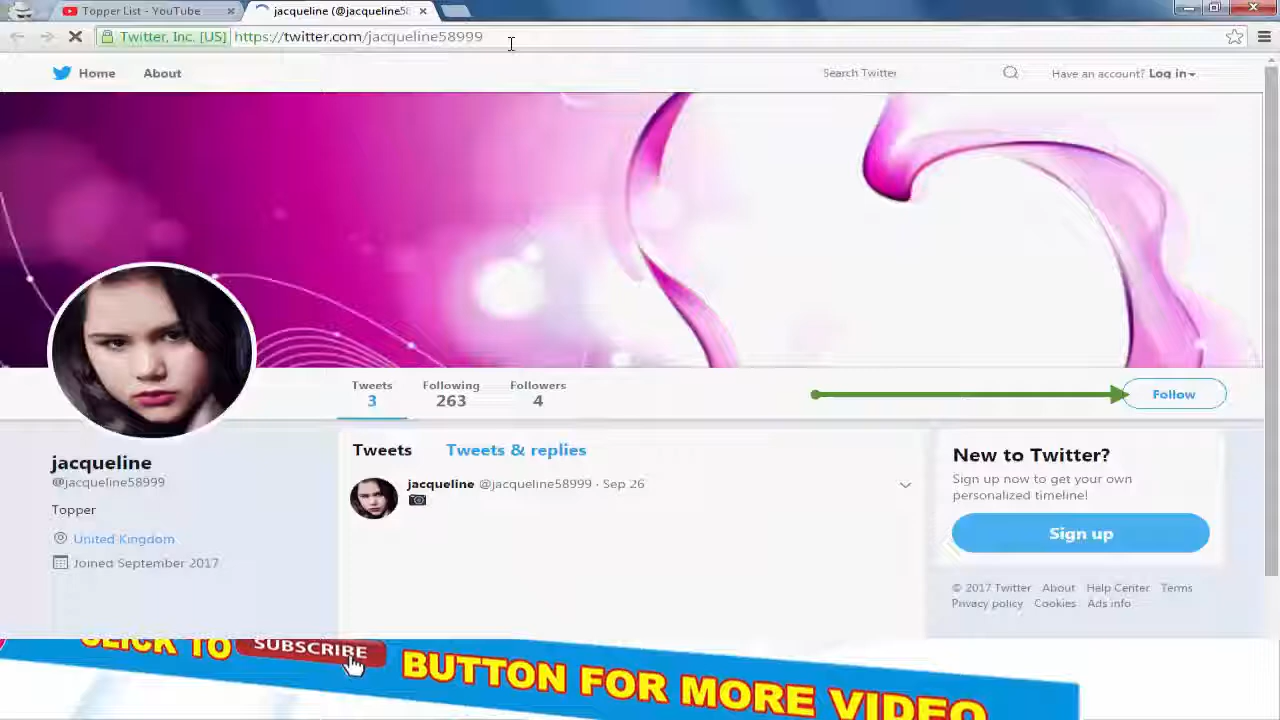 Topper List - YouTube
jacqueline (@jacqueline58
Twitter, Inc. [US] https://twitter.com/jacqueline58999
Home About Search Twitter Have an account? Log in
Tweets Following Followers
3 263 4
Follow
jacqueline
@jacqueline58999
Topper
United Kingdom
Joined September 2017
Tweets Tweets & replies
jacqueline @jacqueline58999 · Sep 26
New to Twitter?
Sign up now to get your own
personalized timeline!
Sign up
© 2017 Twitter About Help Center Terms
Privacy policy Cookies Ads info
CLICK TO SUBSCRIBE BUTTON FOR MORE VIDEO